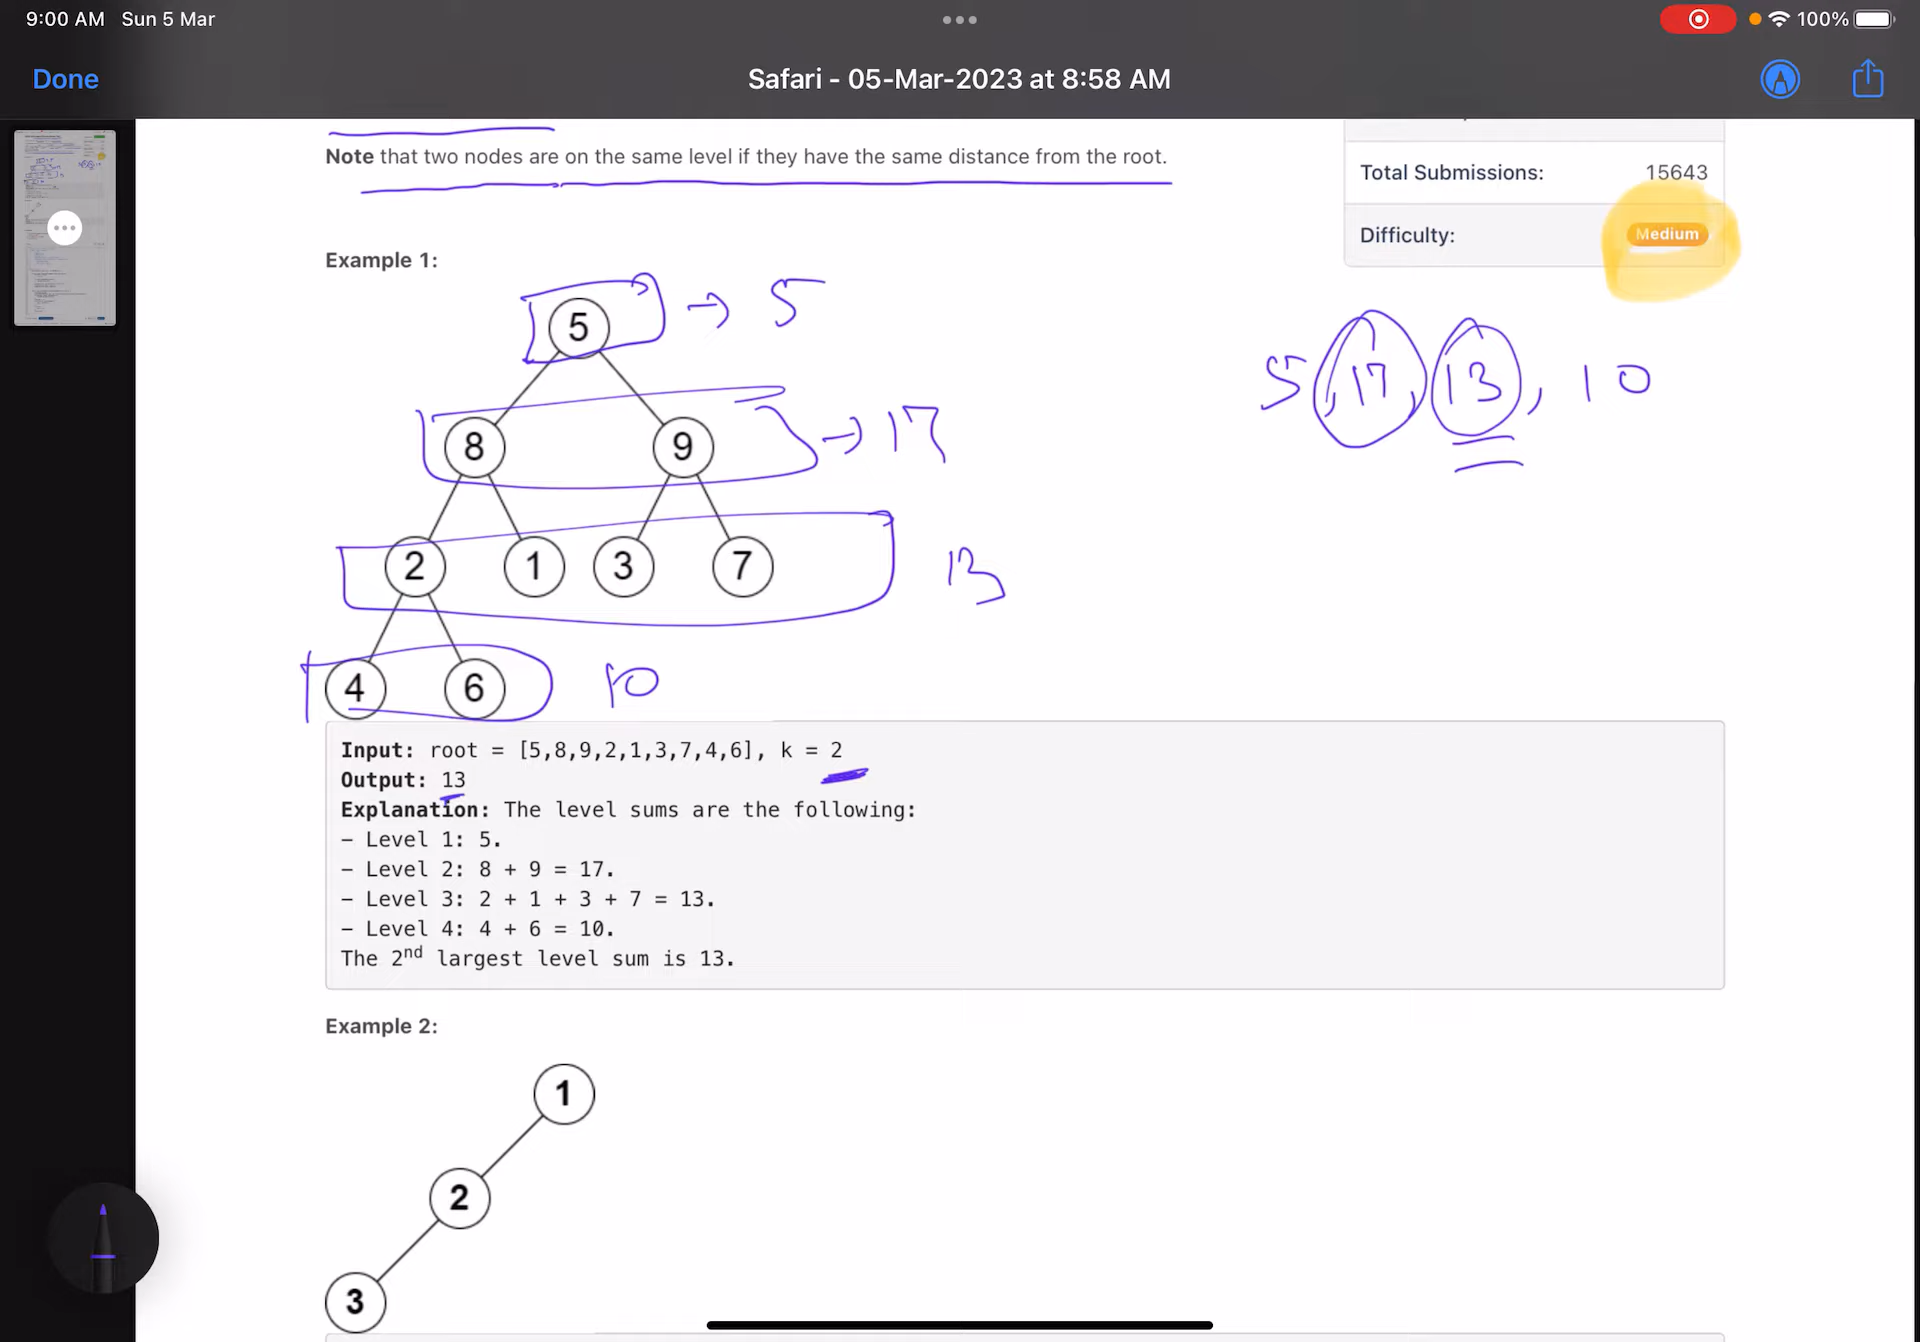 9:00 AM Sun 5 Mar
100%
Done
Safari - 05-Mar-2023 at 8:58 AM
Note that two nodes are on the same level if they have the same distance from the root.
Total Submissions: 15643
Difficulty: Medium
Example 1:
5 → 5
5, 17, 13, 10
8 9 → 17
2 1 3 7 13
4 6 10
Input: root = [5,8,9,2,1,3,7,4,6], k = 2
Output: 13
Explanation: The level sums are the following:
- Level 1: 5.
- Level 2: 8 + 9 = 17.
- Level 3: 2 + 1 + 3 + 7 = 13.
- Level 4: 4 + 6 = 10.
The 2nd largest level sum is 13.
Example 2:
1
2
3